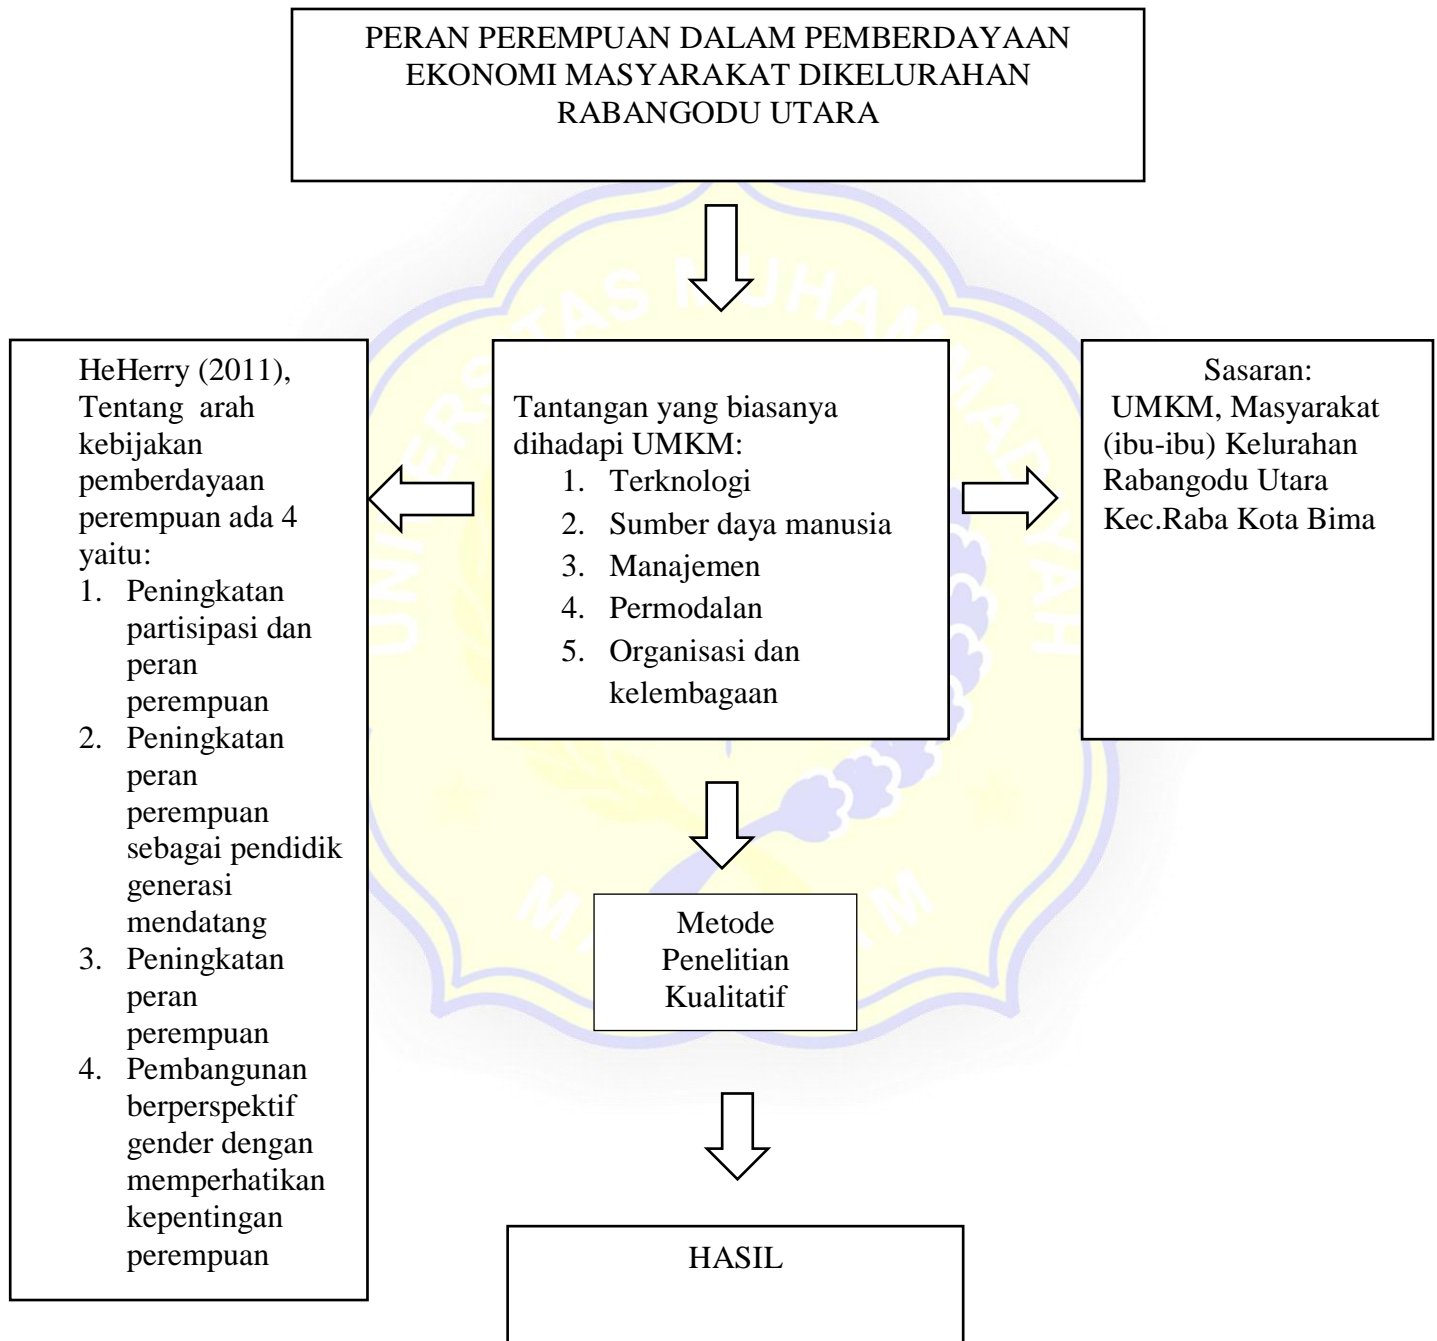 PERAN PEREMPUAN DALAM PEMBERDAYAAN
EKONOMI MASYARAKAT DIKELURAHAN
RABANGODU UTARA
HeHerry (2011),
Tentang arah
kebijakan
pemberdayaan
perempuan ada 4
yaitu:
1. Peningkatan
partisipasi dan
peran
perempuan
2. Peningkatan
peran
perempuan
sebagai pendidik
generasi
mendatang
3. Peningkatan
peran
perempuan
4. Pembangunan
berperspektif
gender dengan
memperhatikan
kepentingan
perempuan
Tantangan yang biasanya
dihadapi UMKM:
1. Terknologi
2. Sumber daya manusia
3. Manajemen
4. Permodalan
5. Organisasi dan
kelembagaan
Sasaran:
UMKM, Masyarakat
(ibu-ibu) Kelurahan
Rabangodu Utara
Kec.Raba Kota Bima
Metode
Penelitian
Kualitatif
HASIL